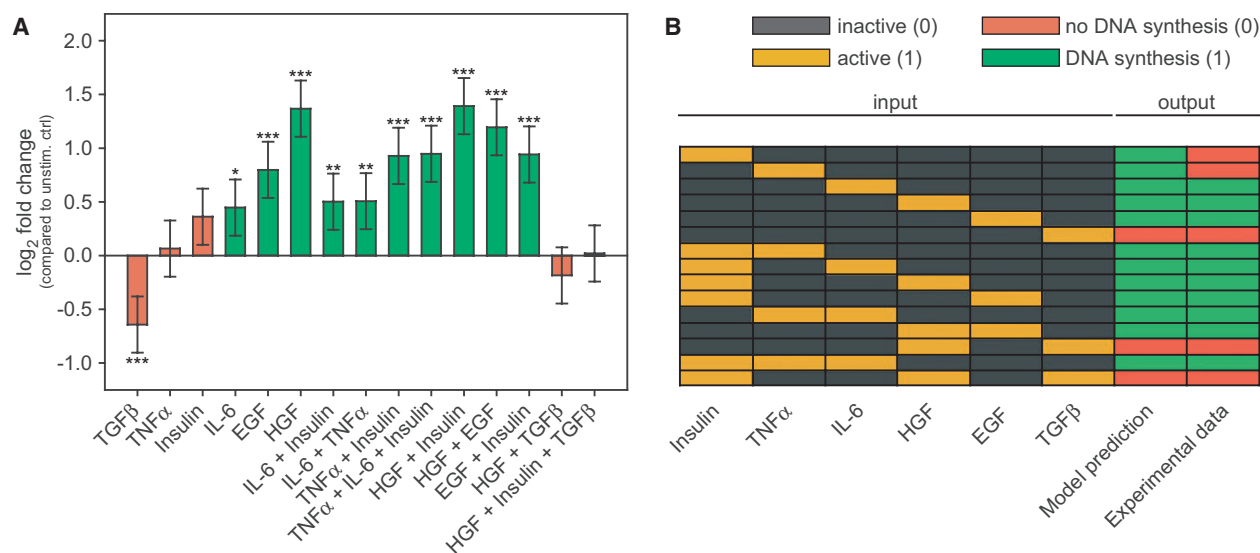 A
log2 fold change
(compared to unstim. ctrl)
2.0
1.5
1.0
0.5
0.0
-0.5
-1.0
***
*
***
***
**
**
***
***
***
***
***
TGFβ
TNFα
Insulin
IL-6
EGF
HGF
IL-6 + Insulin
IL-6 + TNFα
TNFα + Insulin
TNFα + IL-6 + Insulin
HGF + Insulin
HGF + EGF
EGF + Insulin
HGF + TGFβ
HGF + Insulin + TGFβ
B
inactive (0)
active (1)
no DNA synthesis (0)
DNA synthesis (1)
input
output
Insulin
TNFα
IL-6
HGF
EGF
TGFβ
Model prediction
Experimental data